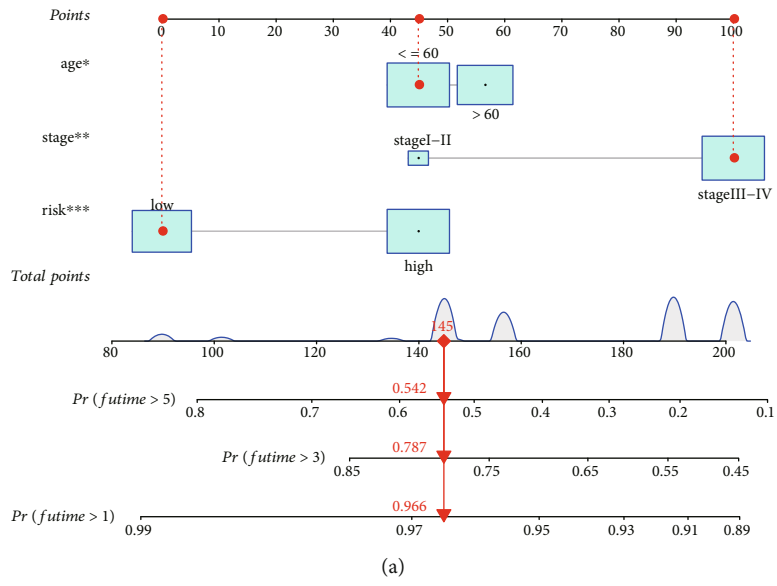 Points
0 10 20 30 40 50 60 70 80 90 100
<= 60
age*
> 60
stage**
stageI–II
stageIII–IV
risk***
low
high
Total points
145
80 100 120 140 160 180 200
0.542
Pr (futime > 5)
0.8 0.7 0.6 0.5 0.4 0.3 0.2 0.1
0.787
Pr (futime > 3)
0.85 0.75 0.65 0.55 0.45
0.966
Pr (futime > 1)
0.99 0.97 0.95 0.93 0.91 0.89
(a)